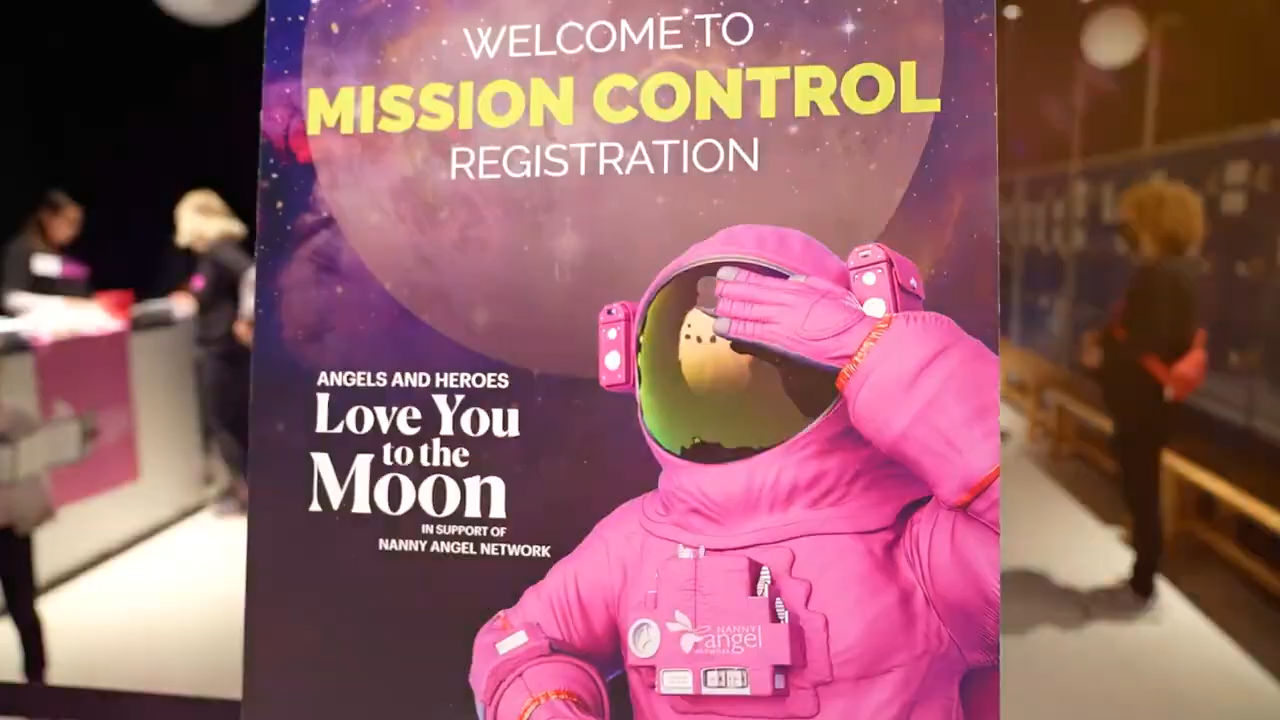 WELCOME TO
MISSION CONTROL
REGISTRATION
ANGELS AND HEROES
Love You
to the
Moon
IN SUPPORT OF
NANNY ANGEL NETWORK
NANNY
angel
NETWORK